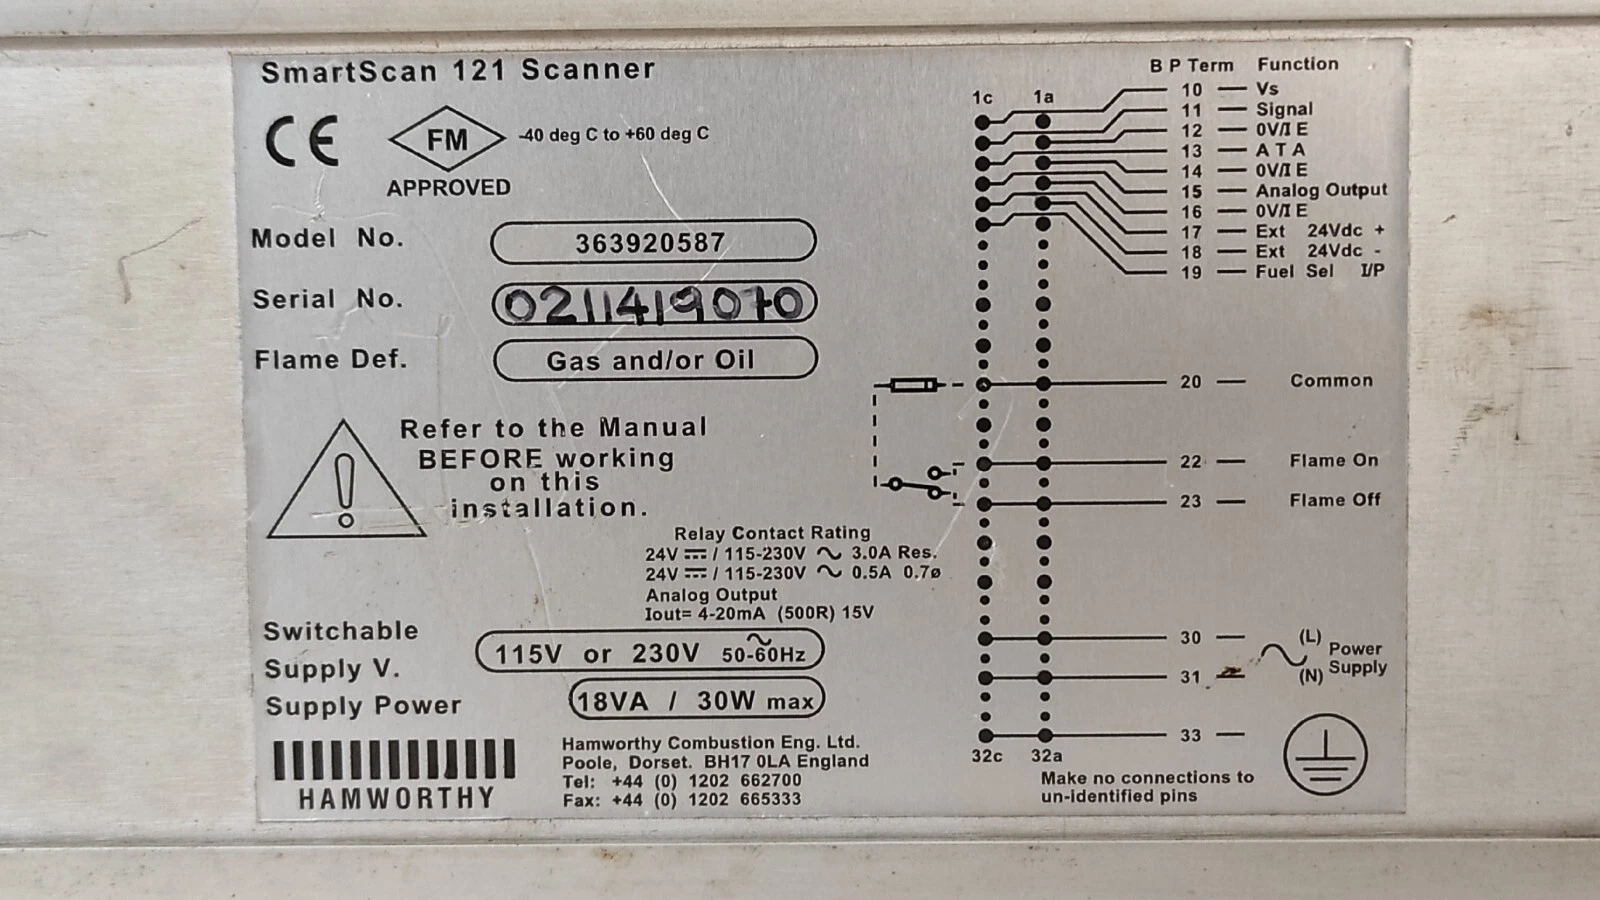 SmartScan 121 Scanner
CE
FM
APPROVED
-40 deg C to +60 deg C
Model No. 363920587
Serial No. 0211419070
Flame Def. Gas and/or Oil
Refer to the Manual
BEFORE working
on this
installation.
Relay Contact Rating
24V ⎓ / 115-230V ∿ 3.0A Res.
24V ⎓ / 115-230V ∿ 0.5A 0.7ø
Analog Output
Iout= 4-20mA (500R) 15V
Switchable
Supply V. 115V or 230V ∿ 50-60Hz
Supply Power 18VA / 30W max
HAMWORTHY
Hamworthy Combustion Eng. Ltd.
Poole, Dorset. BH17 0LA England
Tel: +44 (0) 1202 662700
Fax: +44 (0) 1202 665333
B P Term Function
1c 1a
10 — Vs
11 — Signal
12 — 0V/I E
13 — A T A
14 — 0V/I E
15 — Analog Output
16 — 0V/I E
17 — Ext 24Vdc +
18 — Ext 24Vdc -
19 — Fuel Sel I/P
20 — Common
22 — Flame On
23 — Flame Off
30 — (L) Power
31 — (N) Supply
33 —
32c 32a
Make no connections to
un-identified pins